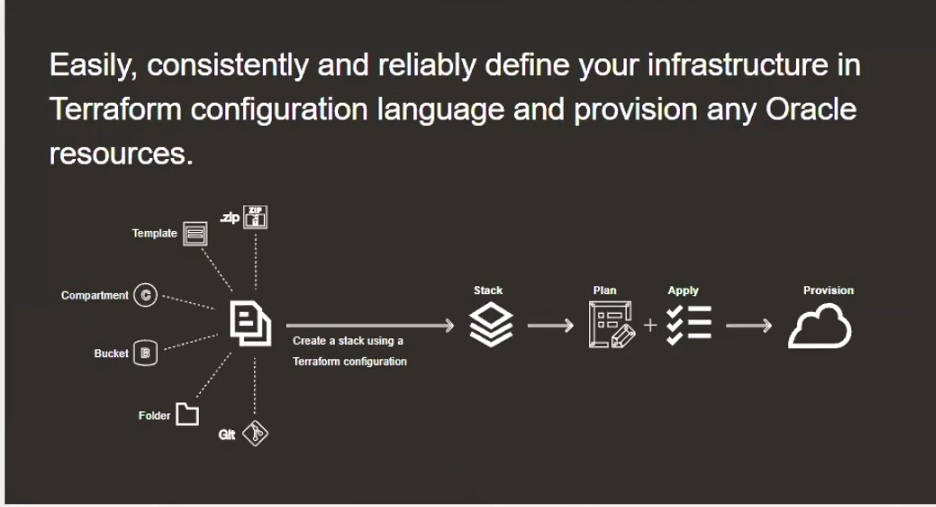 Easily, consistently and reliably define your infrastructure in
Terraform configuration language and provision any Oracle
resources.
.zip
ZIP
Template
Compartment
C
Bucket
B
Folder
Git
Create a stack using a
Terraform configuration
Stack
Plan
+
Apply
Provision